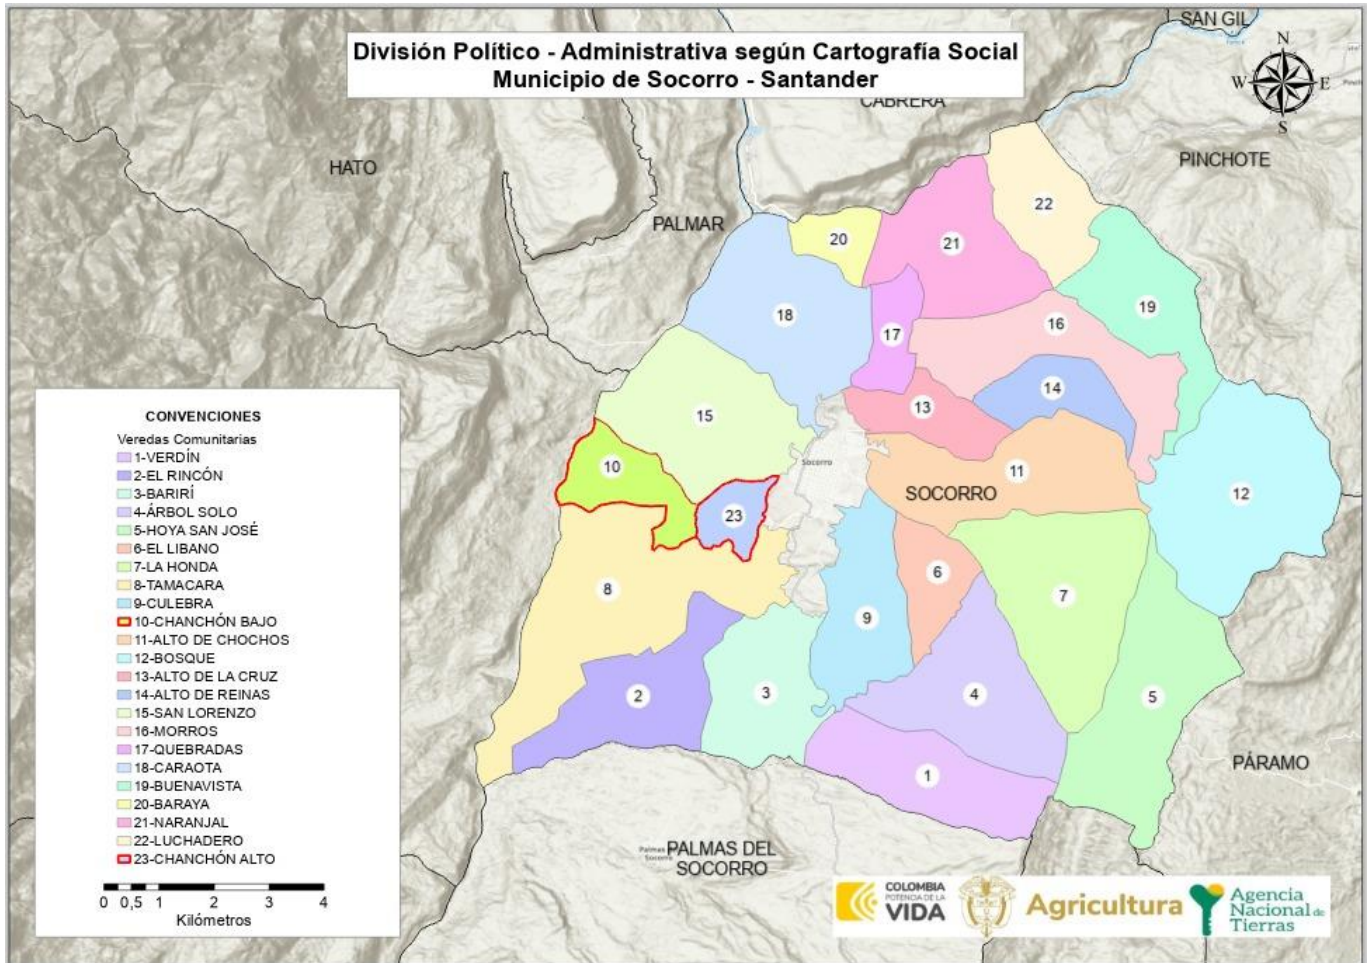 División Político - Administrativa según Cartografía Social
Municipio de Socorro - Santander
SAN GIL
N
W
E
S
CABRERA
PINCHOTE
HATO
PALMAR
22
20
21
19
18
17
16
14
13
15
10
11
12
23
Socorro
SOCORRO
6
7
8
9
2
3
4
5
1
PÁRAMO
PALMAS DEL
SOCORRO
Palmas
Socorro
CONVENCIONES
Veredas Comunitarias
1-VERDÍN
2-EL RINCÓN
3-BARIRÍ
4-ÁRBOL SOLO
5-HOYA SAN JOSÉ
6-EL LIBANO
7-LA HONDA
8-TAMACARA
9-CULEBRA
10-CHANCHÓN BAJO
11-ALTO DE CHOCHOS
12-BOSQUE
13-ALTO DE LA CRUZ
14-ALTO DE REINAS
15-SAN LORENZO
16-MORROS
17-QUEBRADAS
18-CARAOTA
19-BUENAVISTA
20-BARAYA
21-NARANJAL
22-LUCHADERO
23-CHANCHÓN ALTO
0 0,5 1 2 3 4
Kilómetros
COLOMBIA
POTENCIA DE LA
VIDA
Agricultura
Agencia
Nacional de
Tierras